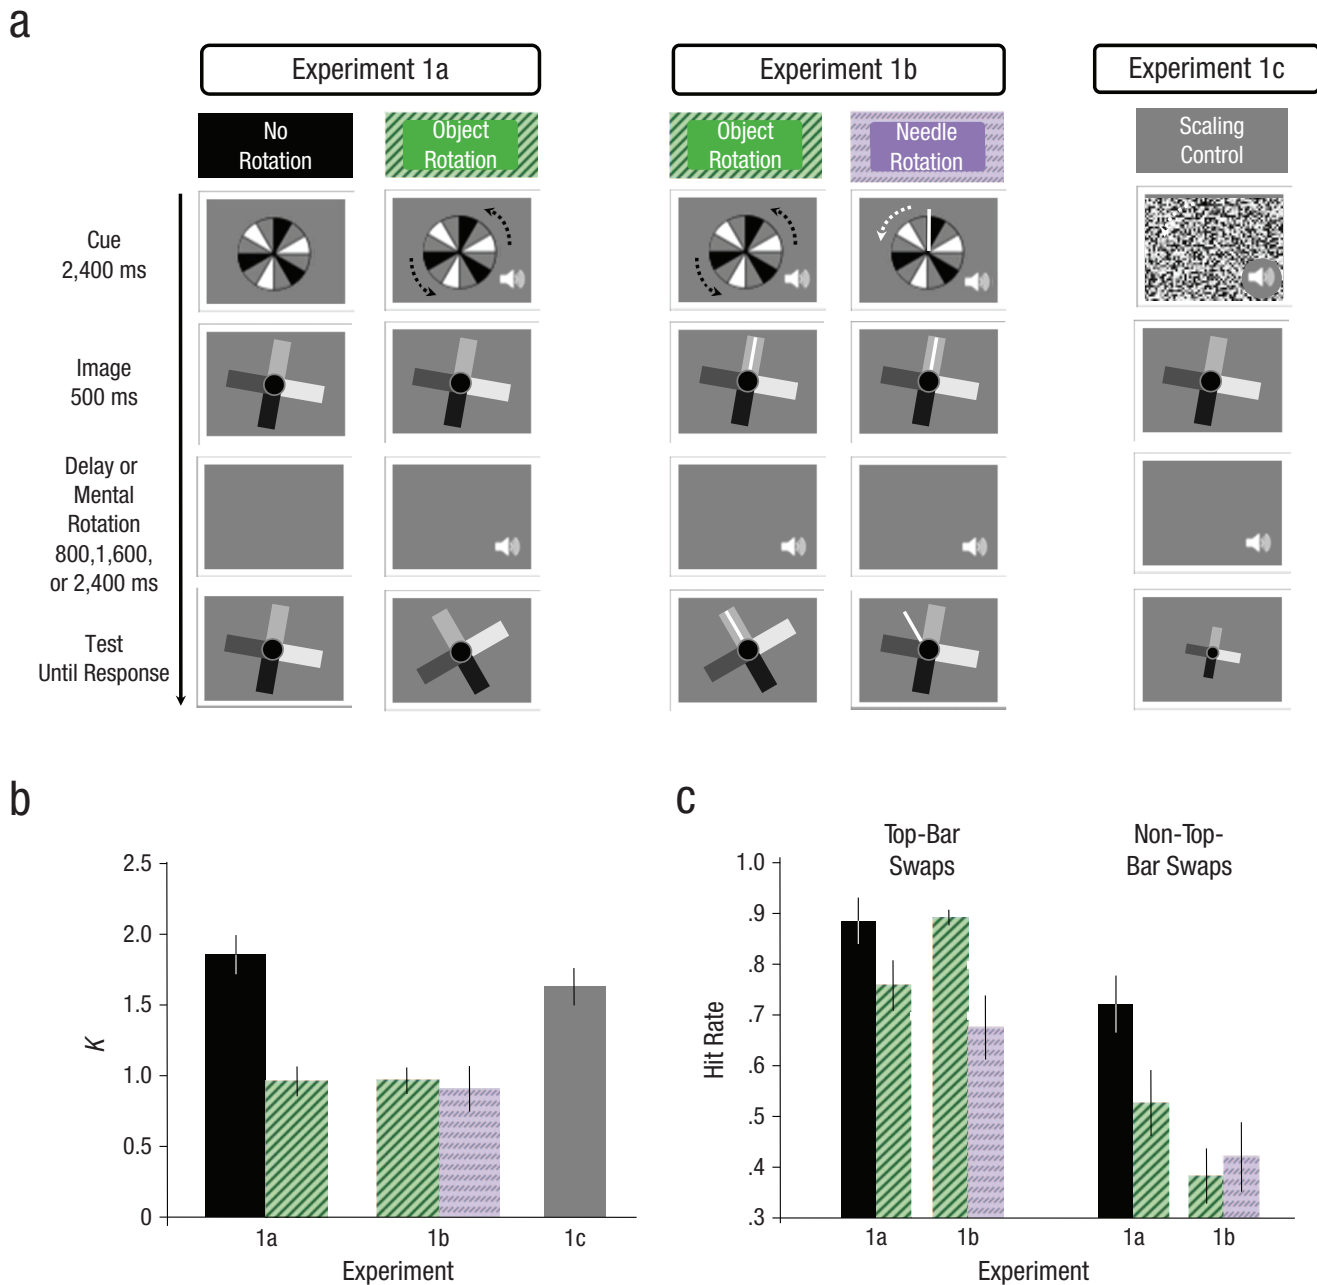 a
Experiment 1a
Experiment 1b
Experiment 1c
No
Rotation
Object
Rotation
Object
Rotation
Needle
Rotation
Scaling
Control
Cue
2,400 ms
Image
500 ms
Delay or
Mental
Rotation
800,1,600,
or 2,400 ms
Test
Until Response
b
2.5
2.0
1.5
1.0
0.5
0
K
1a
1b
1c
Experiment
c
Top-Bar
Swaps
Non-Top-
Bar Swaps
1.0
.9
.8
.7
.6
.5
.4
.3
Hit Rate
1a
1b
1a
1b
Experiment